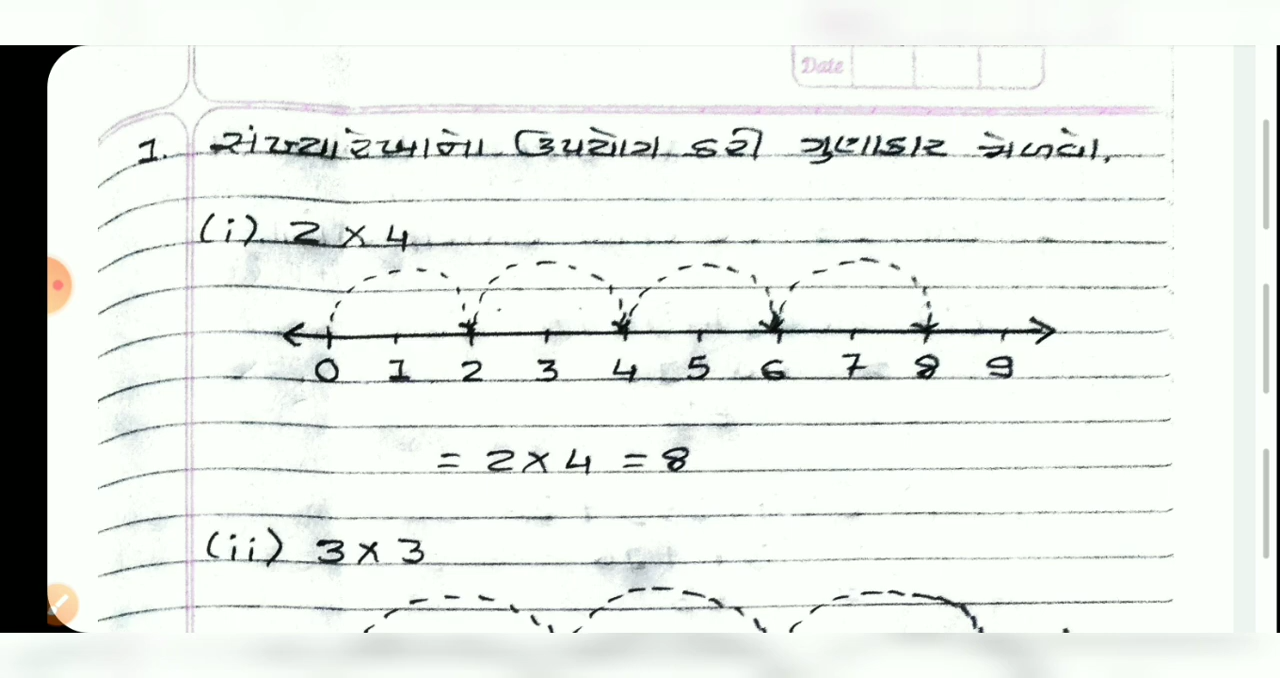 Date
1. સંખ્યારેખાનો ઉપયોગ કરી ગુણાકાર મેળવો.
(i) 2 × 4
0 1 2 3 4 5 6 7 8 9
= 2 × 4 = 8
(ii) 3 × 3